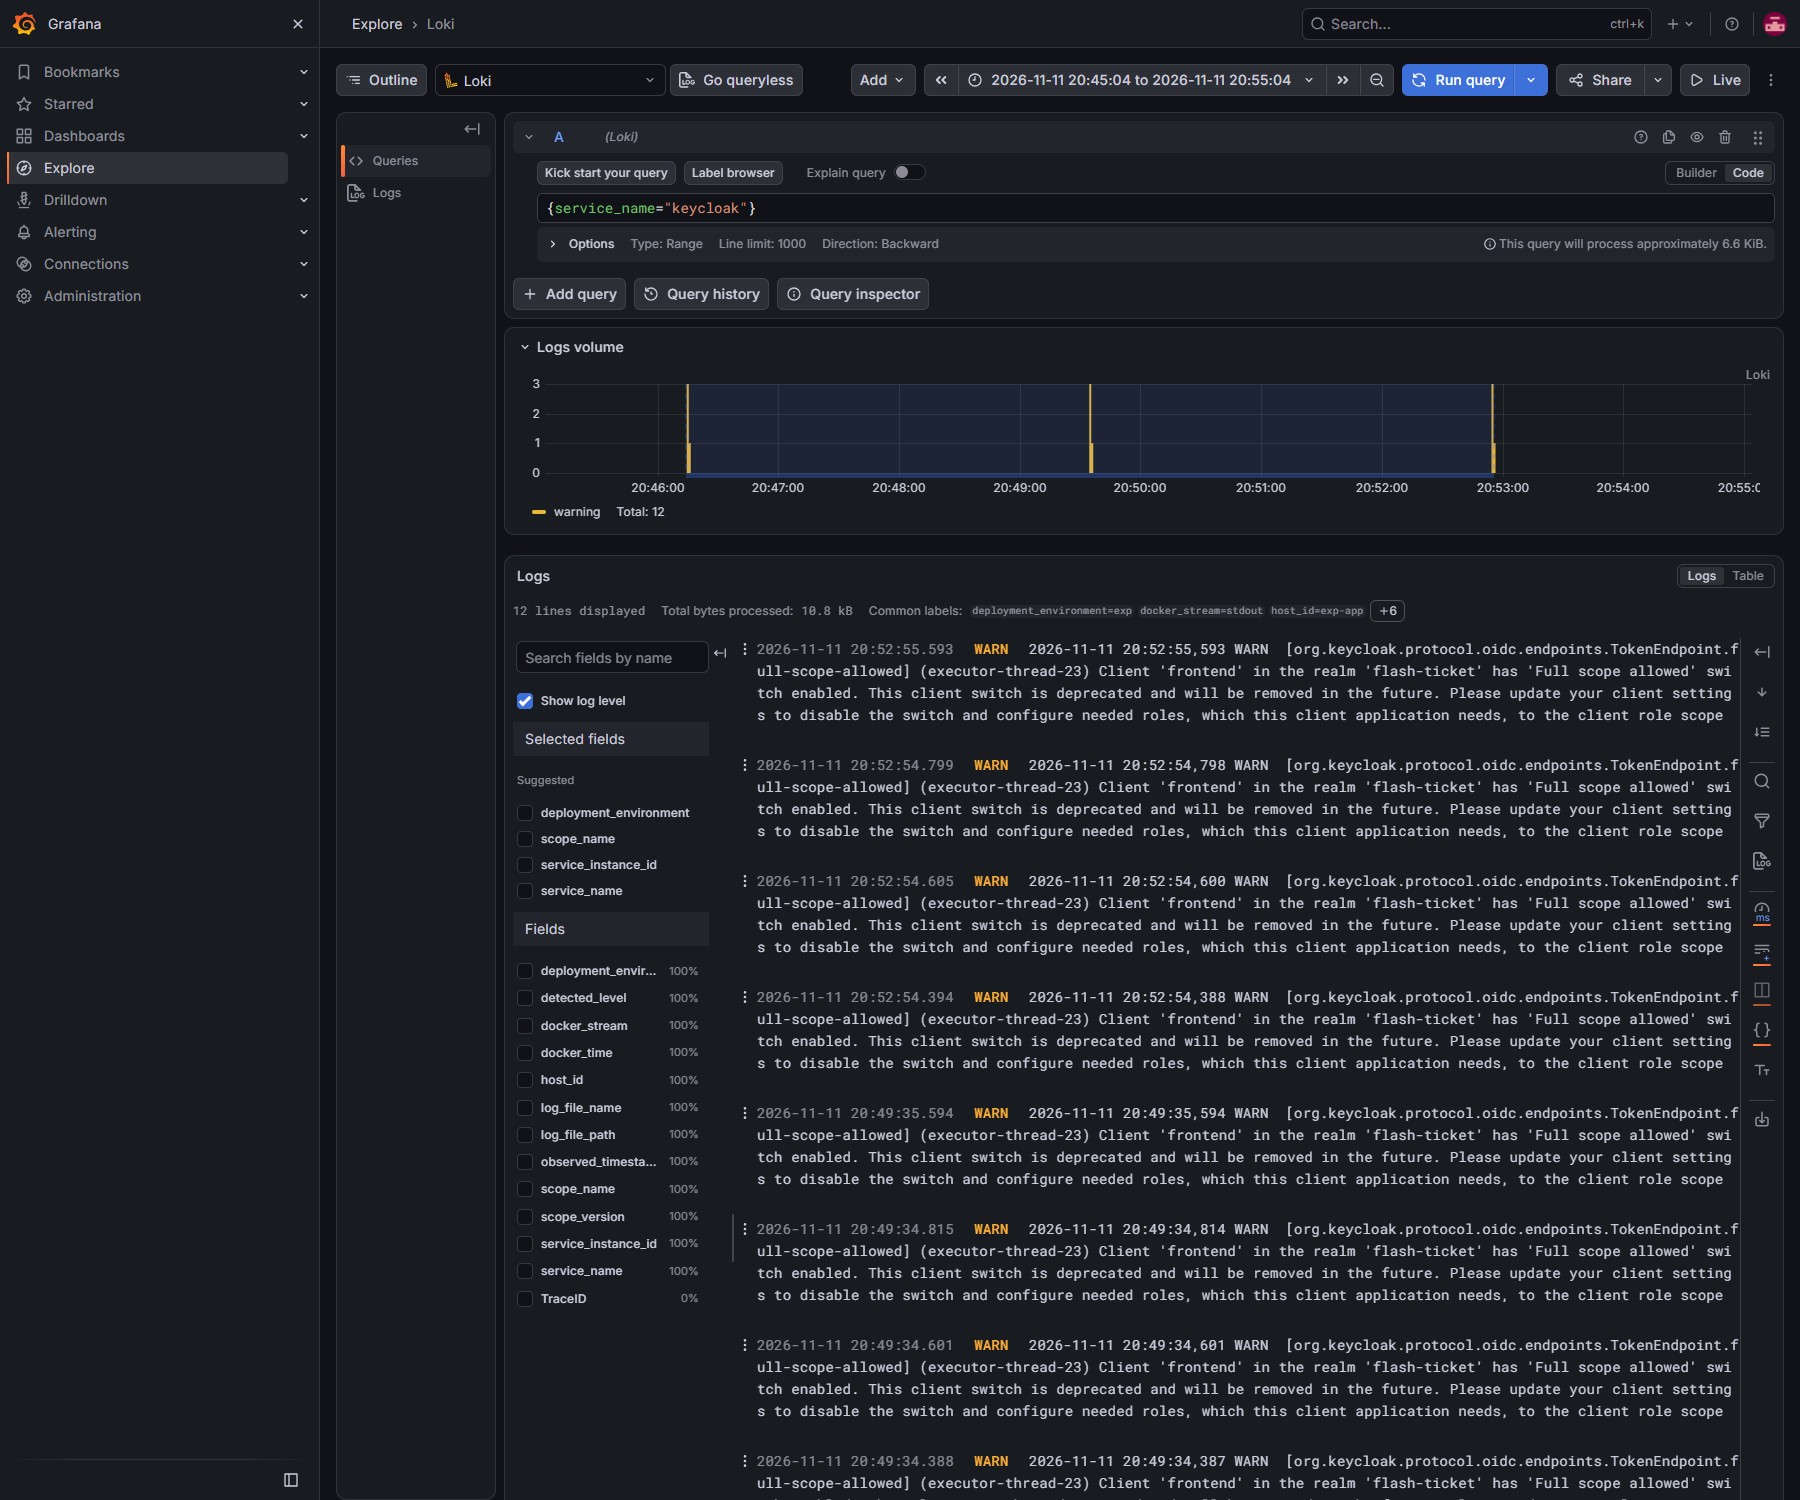 Grafana
Explore › Loki
Search...
ctrl+k
Bookmarks
Starred
Dashboards
Explore
Drilldown
Alerting
Connections
Administration
Outline
Loki
Go queryless
Add
2026-11-11 20:45:04 to 2026-11-11 20:55:04
Run query
Share
Live
Queries
Logs
A
(Loki)
Kick start your query
Label browser
Explain query
Builder
Code
{service_name="keycloak"}
Options Type: Range Line limit: 1000 Direction: Backward
This query will process approximately 6.6 KiB.
+ Add query
Query history
Query inspector
Logs volume
Loki
3
2
1
0
20:46:00 20:47:00 20:48:00 20:49:00 20:50:00 20:51:00 20:52:00 20:53:00 20:54:00
warning Total: 12
Logs
Logs
Table
12 lines displayed Total bytes processed: 10.8 kB Common labels: deployment_environment=exp docker_stream=stdout host_id=exp-app +6
Search fields by name
Show log level
Selected fields
Suggested
deployment_environment
scope_name
service_instance_id
service_name
Fields
deployment_envir... 100%
detected_level 100%
docker_stream 100%
docker_time 100%
host_id 100%
log_file_name 100%
log_file_path 100%
observed_timesta... 100%
scope_name 100%
scope_version 100%
service_instance_id 100%
service_name 100%
TraceID 0%
2026-11-11 20:52:55.593 WARN 2026-11-11 20:52:55,593 WARN [org.keycloak.protocol.oidc.endpoints.TokenEndpoint.f
ull-scope-allowed] (executor-thread-23) Client 'frontend' in the realm 'flash-ticket' has 'Full scope allowed' swi
tch enabled. This client switch is deprecated and will be removed in the future. Please update your client setting
s to disable the switch and configure needed roles, which this client application needs, to the client role scope
2026-11-11 20:52:54.799 WARN 2026-11-11 20:52:54,798 WARN [org.keycloak.protocol.oidc.endpoints.TokenEndpoint.f
ull-scope-allowed] (executor-thread-23) Client 'frontend' in the realm 'flash-ticket' has 'Full scope allowed' swi
tch enabled. This client switch is deprecated and will be removed in the future. Please update your client setting
s to disable the switch and configure needed roles, which this client application needs, to the client role scope
2026-11-11 20:52:54.605 WARN 2026-11-11 20:52:54,600 WARN [org.keycloak.protocol.oidc.endpoints.TokenEndpoint.f
ull-scope-allowed] (executor-thread-23) Client 'frontend' in the realm 'flash-ticket' has 'Full scope allowed' swi
tch enabled. This client switch is deprecated and will be removed in the future. Please update your client setting
s to disable the switch and configure needed roles, which this client application needs, to the client role scope
2026-11-11 20:52:54.394 WARN 2026-11-11 20:52:54,388 WARN [org.keycloak.protocol.oidc.endpoints.TokenEndpoint.f
ull-scope-allowed] (executor-thread-23) Client 'frontend' in the realm 'flash-ticket' has 'Full scope allowed' swi
tch enabled. This client switch is deprecated and will be removed in the future. Please update your client setting
s to disable the switch and configure needed roles, which this client application needs, to the client role scope
2026-11-11 20:49:35.594 WARN 2026-11-11 20:49:35,594 WARN [org.keycloak.protocol.oidc.endpoints.TokenEndpoint.f
ull-scope-allowed] (executor-thread-23) Client 'frontend' in the realm 'flash-ticket' has 'Full scope allowed' swi
tch enabled. This client switch is deprecated and will be removed in the future. Please update your client setting
s to disable the switch and configure needed roles, which this client application needs, to the client role scope
2026-11-11 20:49:34.815 WARN 2026-11-11 20:49:34,814 WARN [org.keycloak.protocol.oidc.endpoints.TokenEndpoint.f
ull-scope-allowed] (executor-thread-23) Client 'frontend' in the realm 'flash-ticket' has 'Full scope allowed' swi
tch enabled. This client switch is deprecated and will be removed in the future. Please update your client setting
s to disable the switch and configure needed roles, which this client application needs, to the client role scope
2026-11-11 20:49:34.601 WARN 2026-11-11 20:49:34,601 WARN [org.keycloak.protocol.oidc.endpoints.TokenEndpoint.f
ull-scope-allowed] (executor-thread-23) Client 'frontend' in the realm 'flash-ticket' has 'Full scope allowed' swi
tch enabled. This client switch is deprecated and will be removed in the future. Please update your client setting
s to disable the switch and configure needed roles, which this client application needs, to the client role scope
2026-11-11 20:49:34.388 WARN 2026-11-11 20:49:34,387 WARN [org.keycloak.protocol.oidc.endpoints.TokenEndpoint.f
ull-scope-allowed] (executor-thread-23) Client 'frontend' in the realm 'flash-ticket' has 'Full scope allowed' swi
LOG
ms
{}
Tт